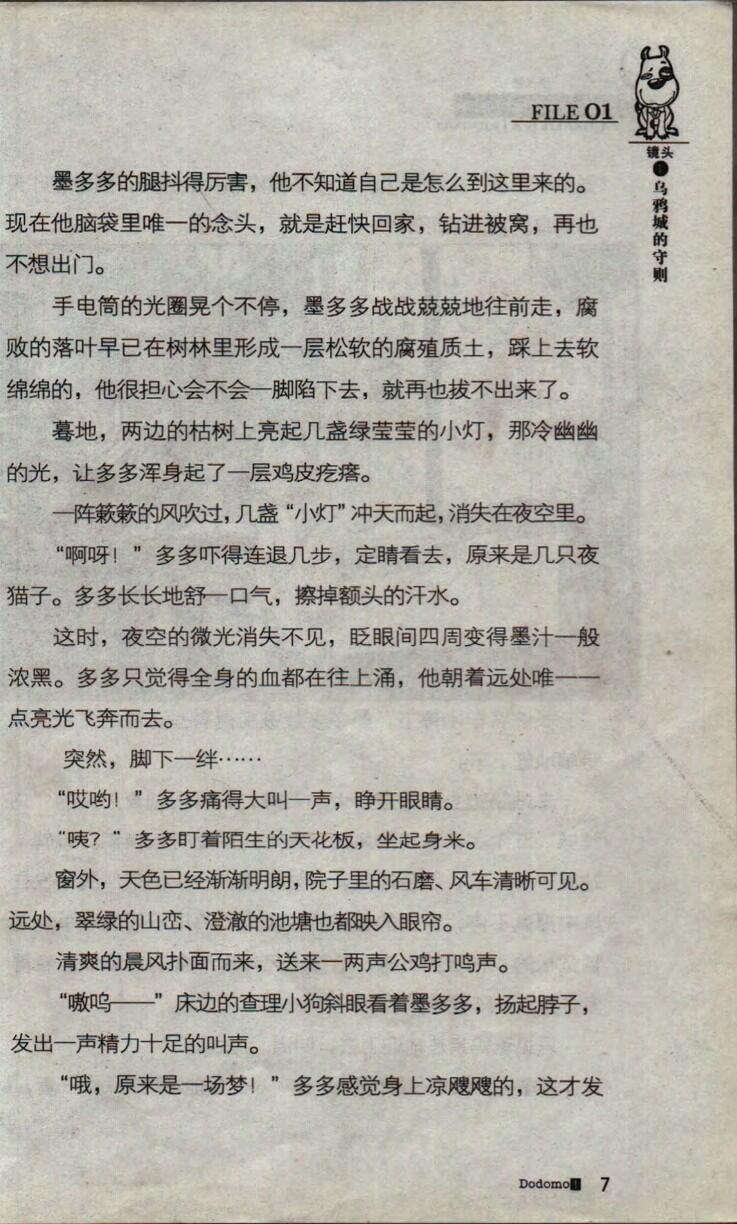 FILE 01
镜头
1
乌鸦城的守则
墨多多的腿抖得厉害，他不知道自己是怎么到这里来的。
现在他脑袋里唯一的念头，就是赶快回家，钻进被窝，再也
不想出门。
手电筒的光圈晃个不停，墨多多战战兢兢地往前走，腐
败的落叶早已在树林里形成一层松软的腐殖质土，踩上去软
绵绵的，他很担心会不会一脚陷下去，就再也拔不出来了。
蓦地，两边的枯树上亮起几盏绿莹莹的小灯，那冷幽幽
的光，让多多浑身起了一层鸡皮疙瘩。
一阵簌簌的风吹过，几盏“小灯”冲天而起，消失在夜空里。
“啊呀！”多多吓得连退几步，定睛看去，原来是几只夜
猫子。多多长长地舒一口气，擦掉额头的汗水。
这时，夜空的微光消失不见，眨眼间四周变得墨汁一般
浓黑。多多只觉得全身的血都在往上涌，他朝着远处唯一一
点亮光飞奔而去。
突然，脚下一绊……
“哎哟！”多多痛得大叫一声，睁开眼睛。
“咦？”多多盯着陌生的天花板，坐起身米。
窗外，天色已经渐渐明朗，院子里的石磨、风车清晰可见。
远处，翠绿的山峦、澄澈的池塘也都映入眼帘。
清爽的晨风扑面而来，送来一两声公鸡打鸣声。
“嗷呜——”床边的查理小狗斜眼看着墨多多，扬起脖子，
发出一声精力十足的叫声。
“哦，原来是一场梦！”多多感觉身上凉飕飕的，这才发
Dodomo! 7